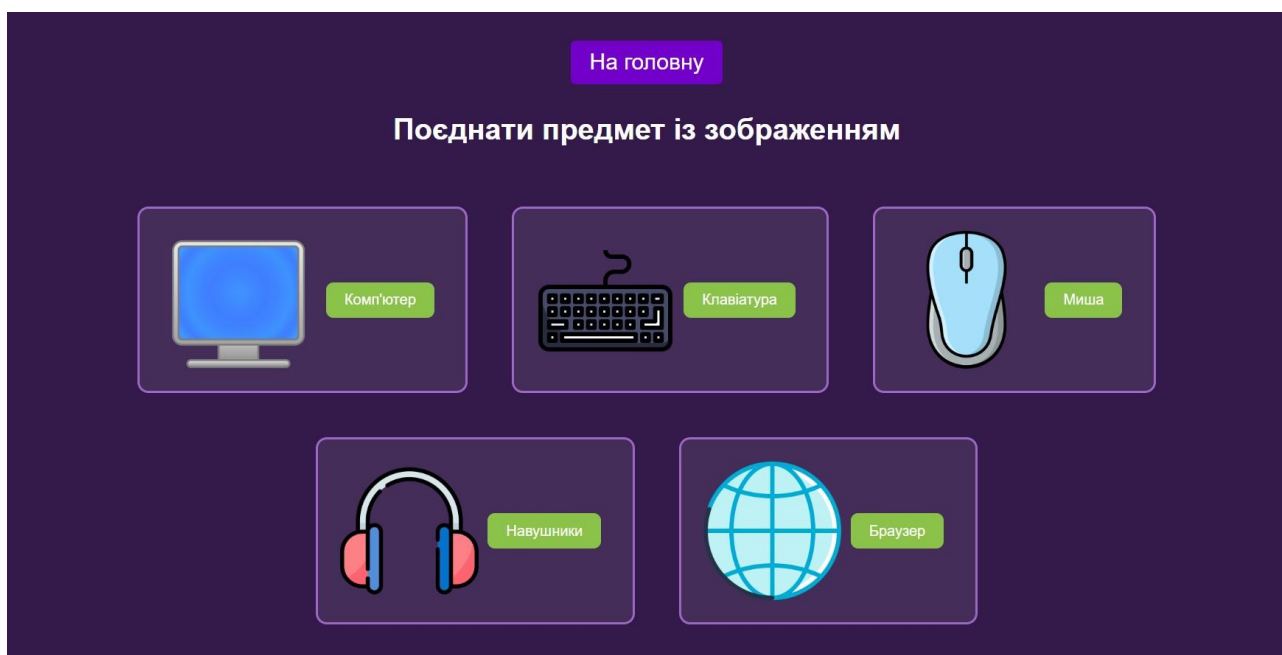 На головну
Поєднати предмет із зображенням
Комп'ютер
Клавіатура
Миша
Навушники
Браузер